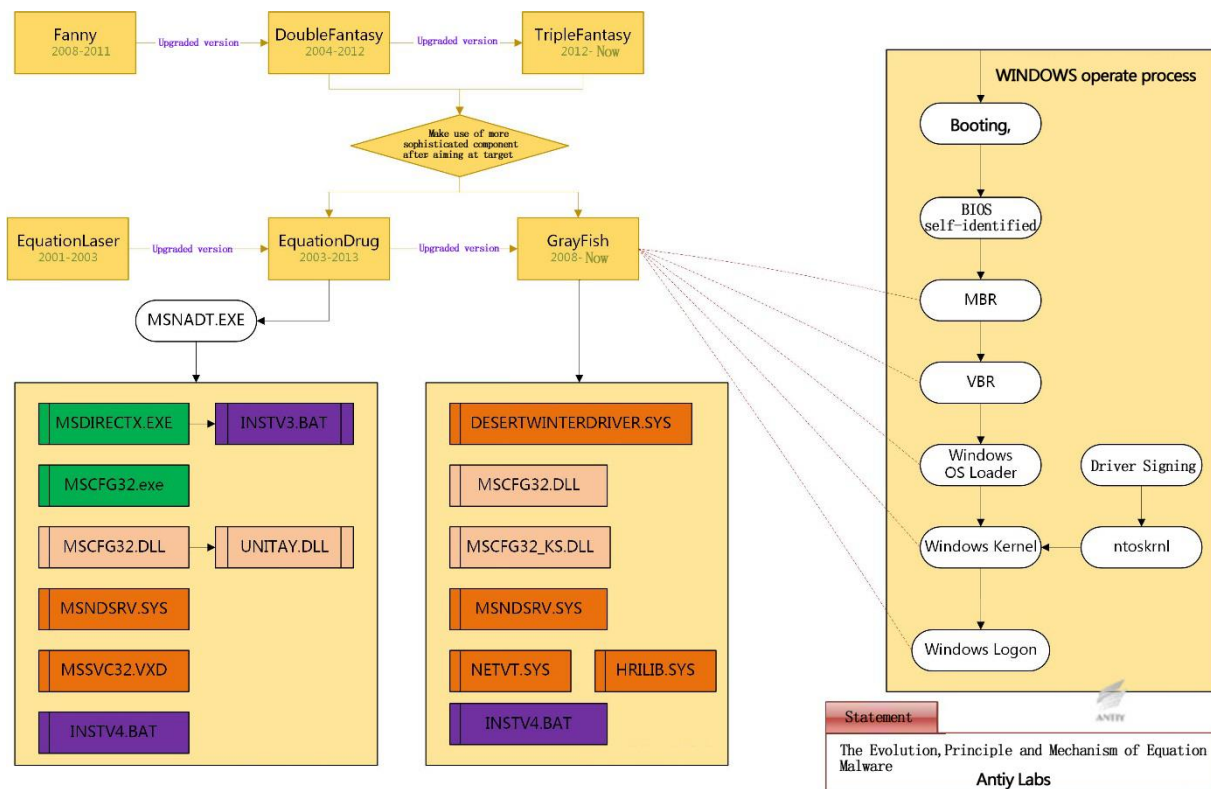 Fanny
2008-2011
Upgraded version
DoubleFantasy
2004-2012
Upgraded version
TripleFantasy
2012- Now
Make use of more
sophisticated component
after aiming at target
EquationLaser
2001-2003
Upgraded version
EquationDrug
2003-2013
Upgraded version
GrayFish
2008- Now
MSNADT.EXE
MSDIRECTX.EXE
INSTV3.BAT
MSCFG32.exe
MSCFG32.DLL
UNITAY.DLL
MSNDSRV.SYS
MSSVC32.VXD
INSTV4.BAT
DESERTWINTERDRIVER.SYS
MSCFG32.DLL
MSCFG32_KS.DLL
MSNDSRV.SYS
NETVT.SYS
HRILIB.SYS
INSTV4.BAT
WINDOWS operate process
Booting,
BIOS
self-identified
MBR
VBR
Windows
OS Loader
Driver Signing
Windows Kernel
ntoskrnl
Windows Logon
ANTIY
Statement
The Evolution,Principle and Mechanism of Equation
Malware
Antiy Labs